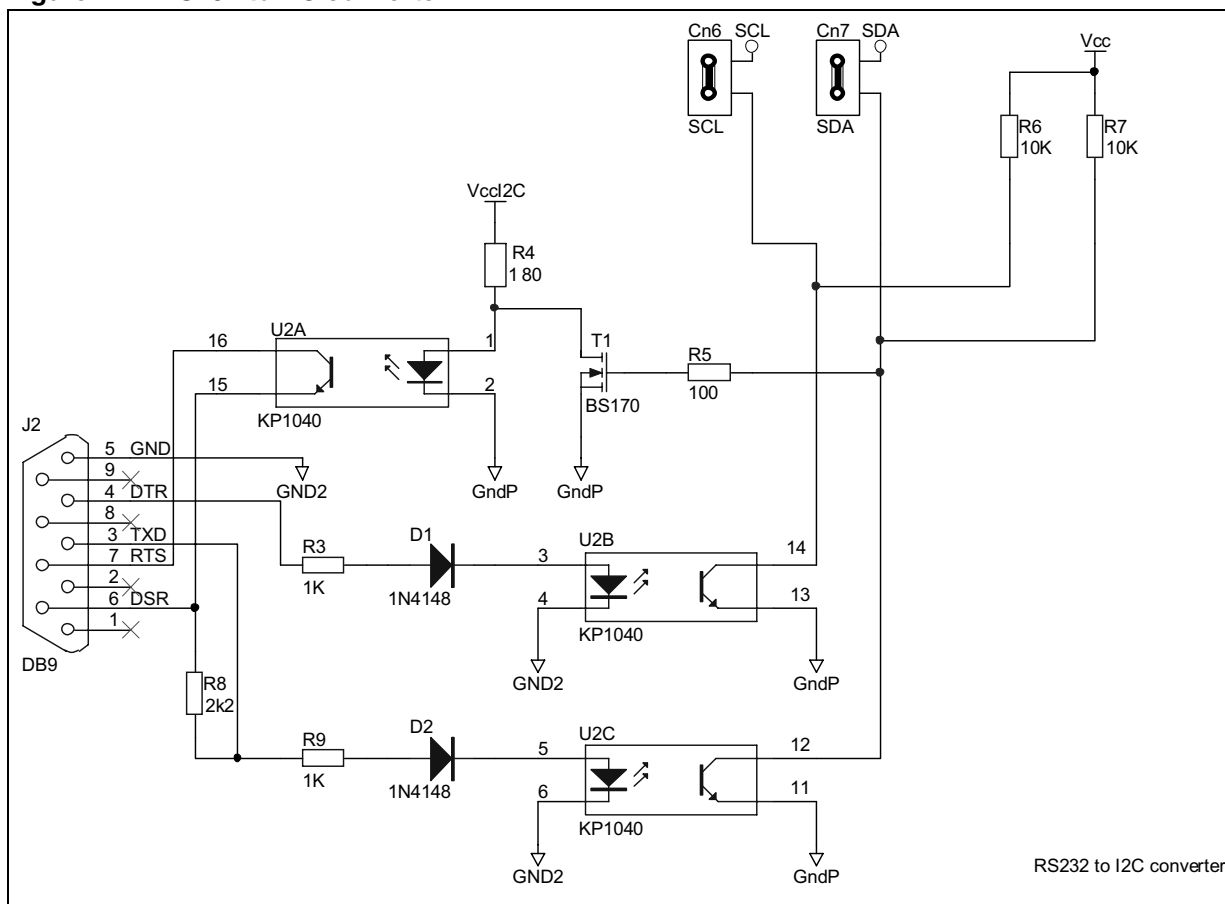 Cn6 SCL
Cn7 SDA
Vcc
SCL
SDA
R6
10K
R7
10K
VccI2C
R4
1 80
U2A
16
15
1
2
KP1040
T1
BS170
R5
100
J2
5 GND
9
4 DTR
8
3 TXD
7 RTS
2
6 DSR
1
DB9
GND2
GndP
GndP
R3
1K
D1
1N4148
U2B
3
4
14
13
KP1040
GND2
GndP
R8
2k2
R9
1K
D2
1N4148
U2C
5
6
12
11
KP1040
GND2
GndP
RS232 to I2C converter